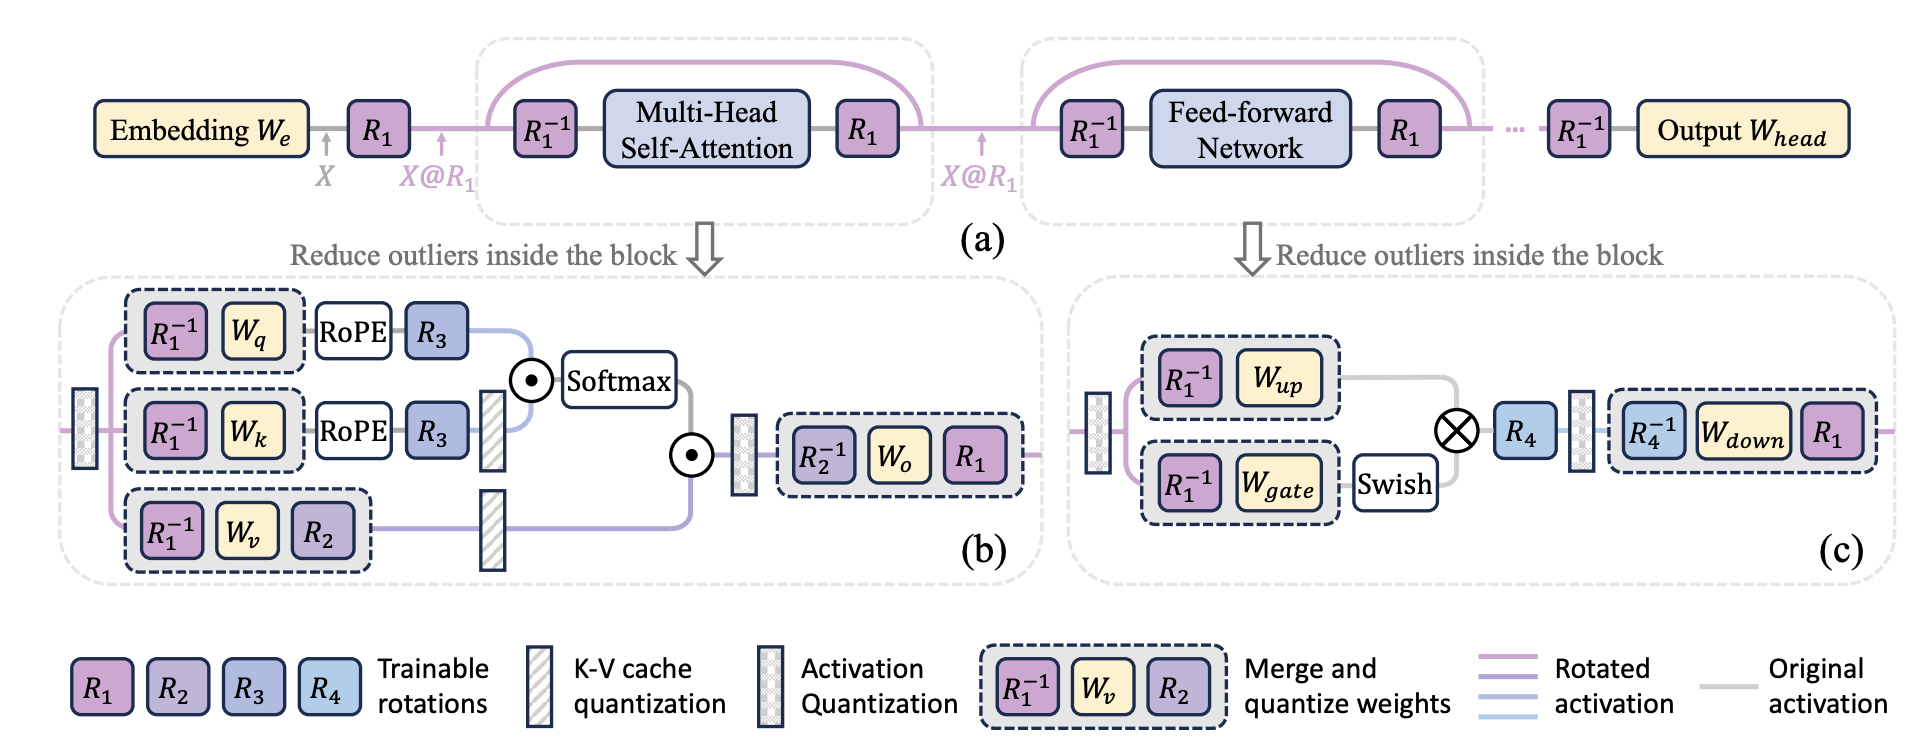 Embedding W_e
R_1
R_1^{-1}
Multi-Head
Self-Attention
R_1
R_1^{-1}
Feed-forward
Network
R_1
...
R_1^{-1}
Output W_{head}
X
X@R_1
X@R_1
(a)
Reduce outliers inside the block
Reduce outliers inside the block
R_1^{-1} W_q RoPE R_3
Softmax
R_1^{-1} W_k RoPE R_3
R_1^{-1} W_v R_2
R_2^{-1} W_o R_1
(b)
R_1^{-1} W_{up}
R_1^{-1} W_{gate} Swish
R_4
R_4^{-1} W_{down} R_1
(c)
R_1 R_2 R_3 R_4
Trainable
rotations
K-V cache
quantization
Activation
Quantization
R_1^{-1} W_v R_2
Merge and
quantize weights
Rotated
activation
Original
activation